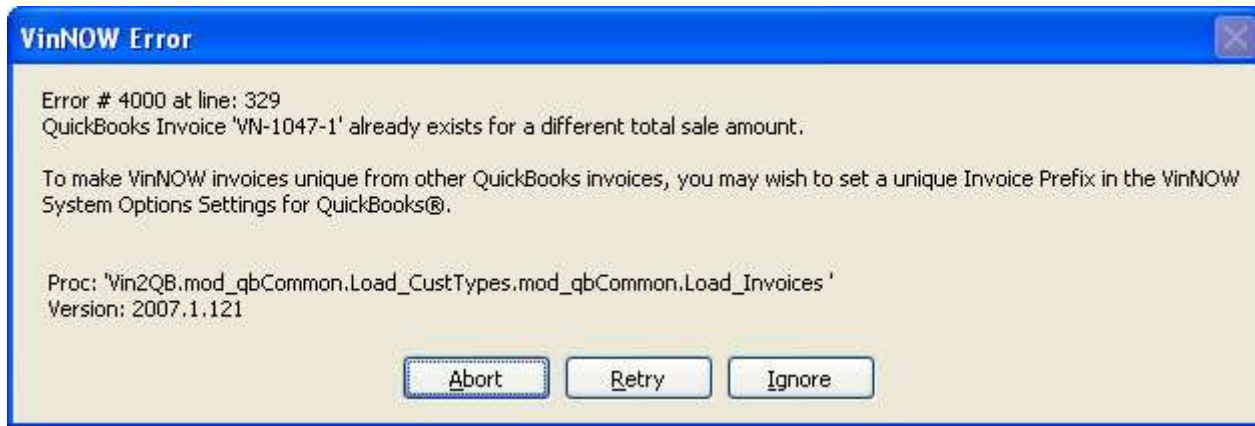 VinNOW Error
Error # 4000 at line: 329
QuickBooks Invoice 'VN-1047-1' already exists for a different total sale amount.
To make VinNOW invoices unique from other QuickBooks invoices, you may wish to set a unique Invoice Prefix in the VinNOW
System Options Settings for QuickBooks®.
Proc: 'Vin2QB.mod_qbCommon.Load_CustTypes.mod_qbCommon.Load_Invoices '
Version: 2007.1.121
Abort Retry Ignore